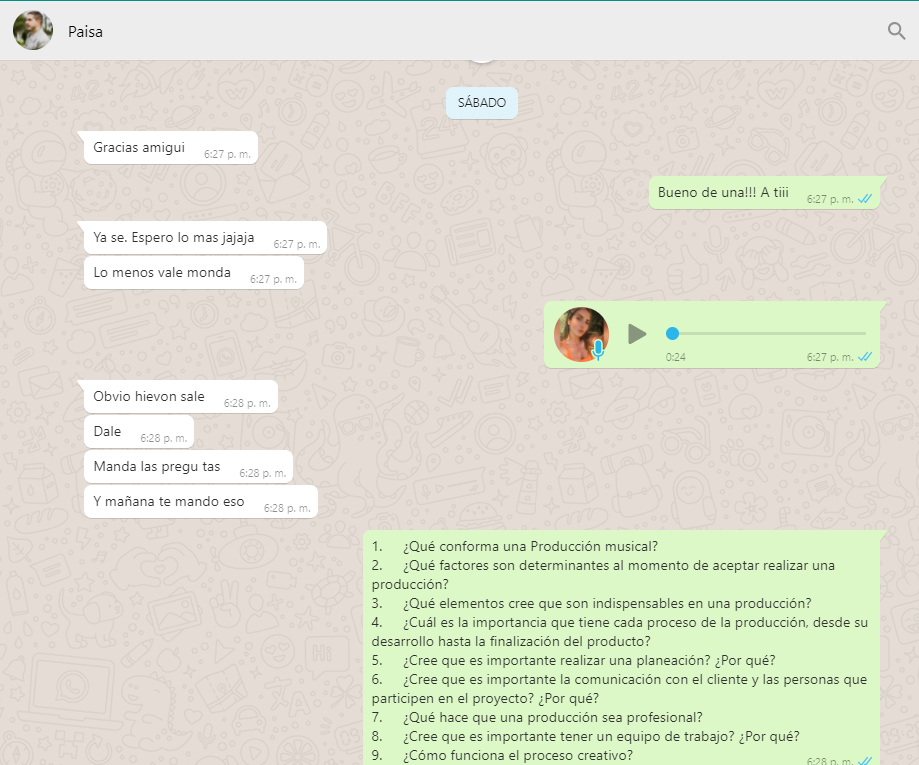 Paisa
SÁBADO
Gracias amigui 6:27 p. m.
Bueno de una!!! A tiii 6:27 p. m.
Ya se. Espero lo mas jajaja 6:27 p. m.
Lo menos vale monda 6:27 p. m.
0:24 6:27 p. m.
Obvio hievon sale 6:28 p. m.
Dale 6:28 p. m.
Manda las pregu tas 6:28 p. m.
Y mañana te mando eso 6:28 p. m.
1. ¿Qué conforma una Producción musical?
2. ¿Qué factores son determinantes al momento de aceptar realizar una
producción?
3. ¿Qué elementos cree que son indispensables en una producción?
4. ¿Cuál es la importancia que tiene cada proceso de la producción, desde su
desarrollo hasta la finalización del producto?
5. ¿Cree que es importante realizar una planeación? ¿Por qué?
6. ¿Cree que es importante la comunicación con el cliente y las personas que
participen en el proyecto? ¿Por qué?
7. ¿Qué hace que una producción sea profesional?
8. ¿Cree que es importante tener un equipo de trabajo? ¿Por qué?
9. ¿Cómo funciona el proceso creativo? 6:28 p. m.